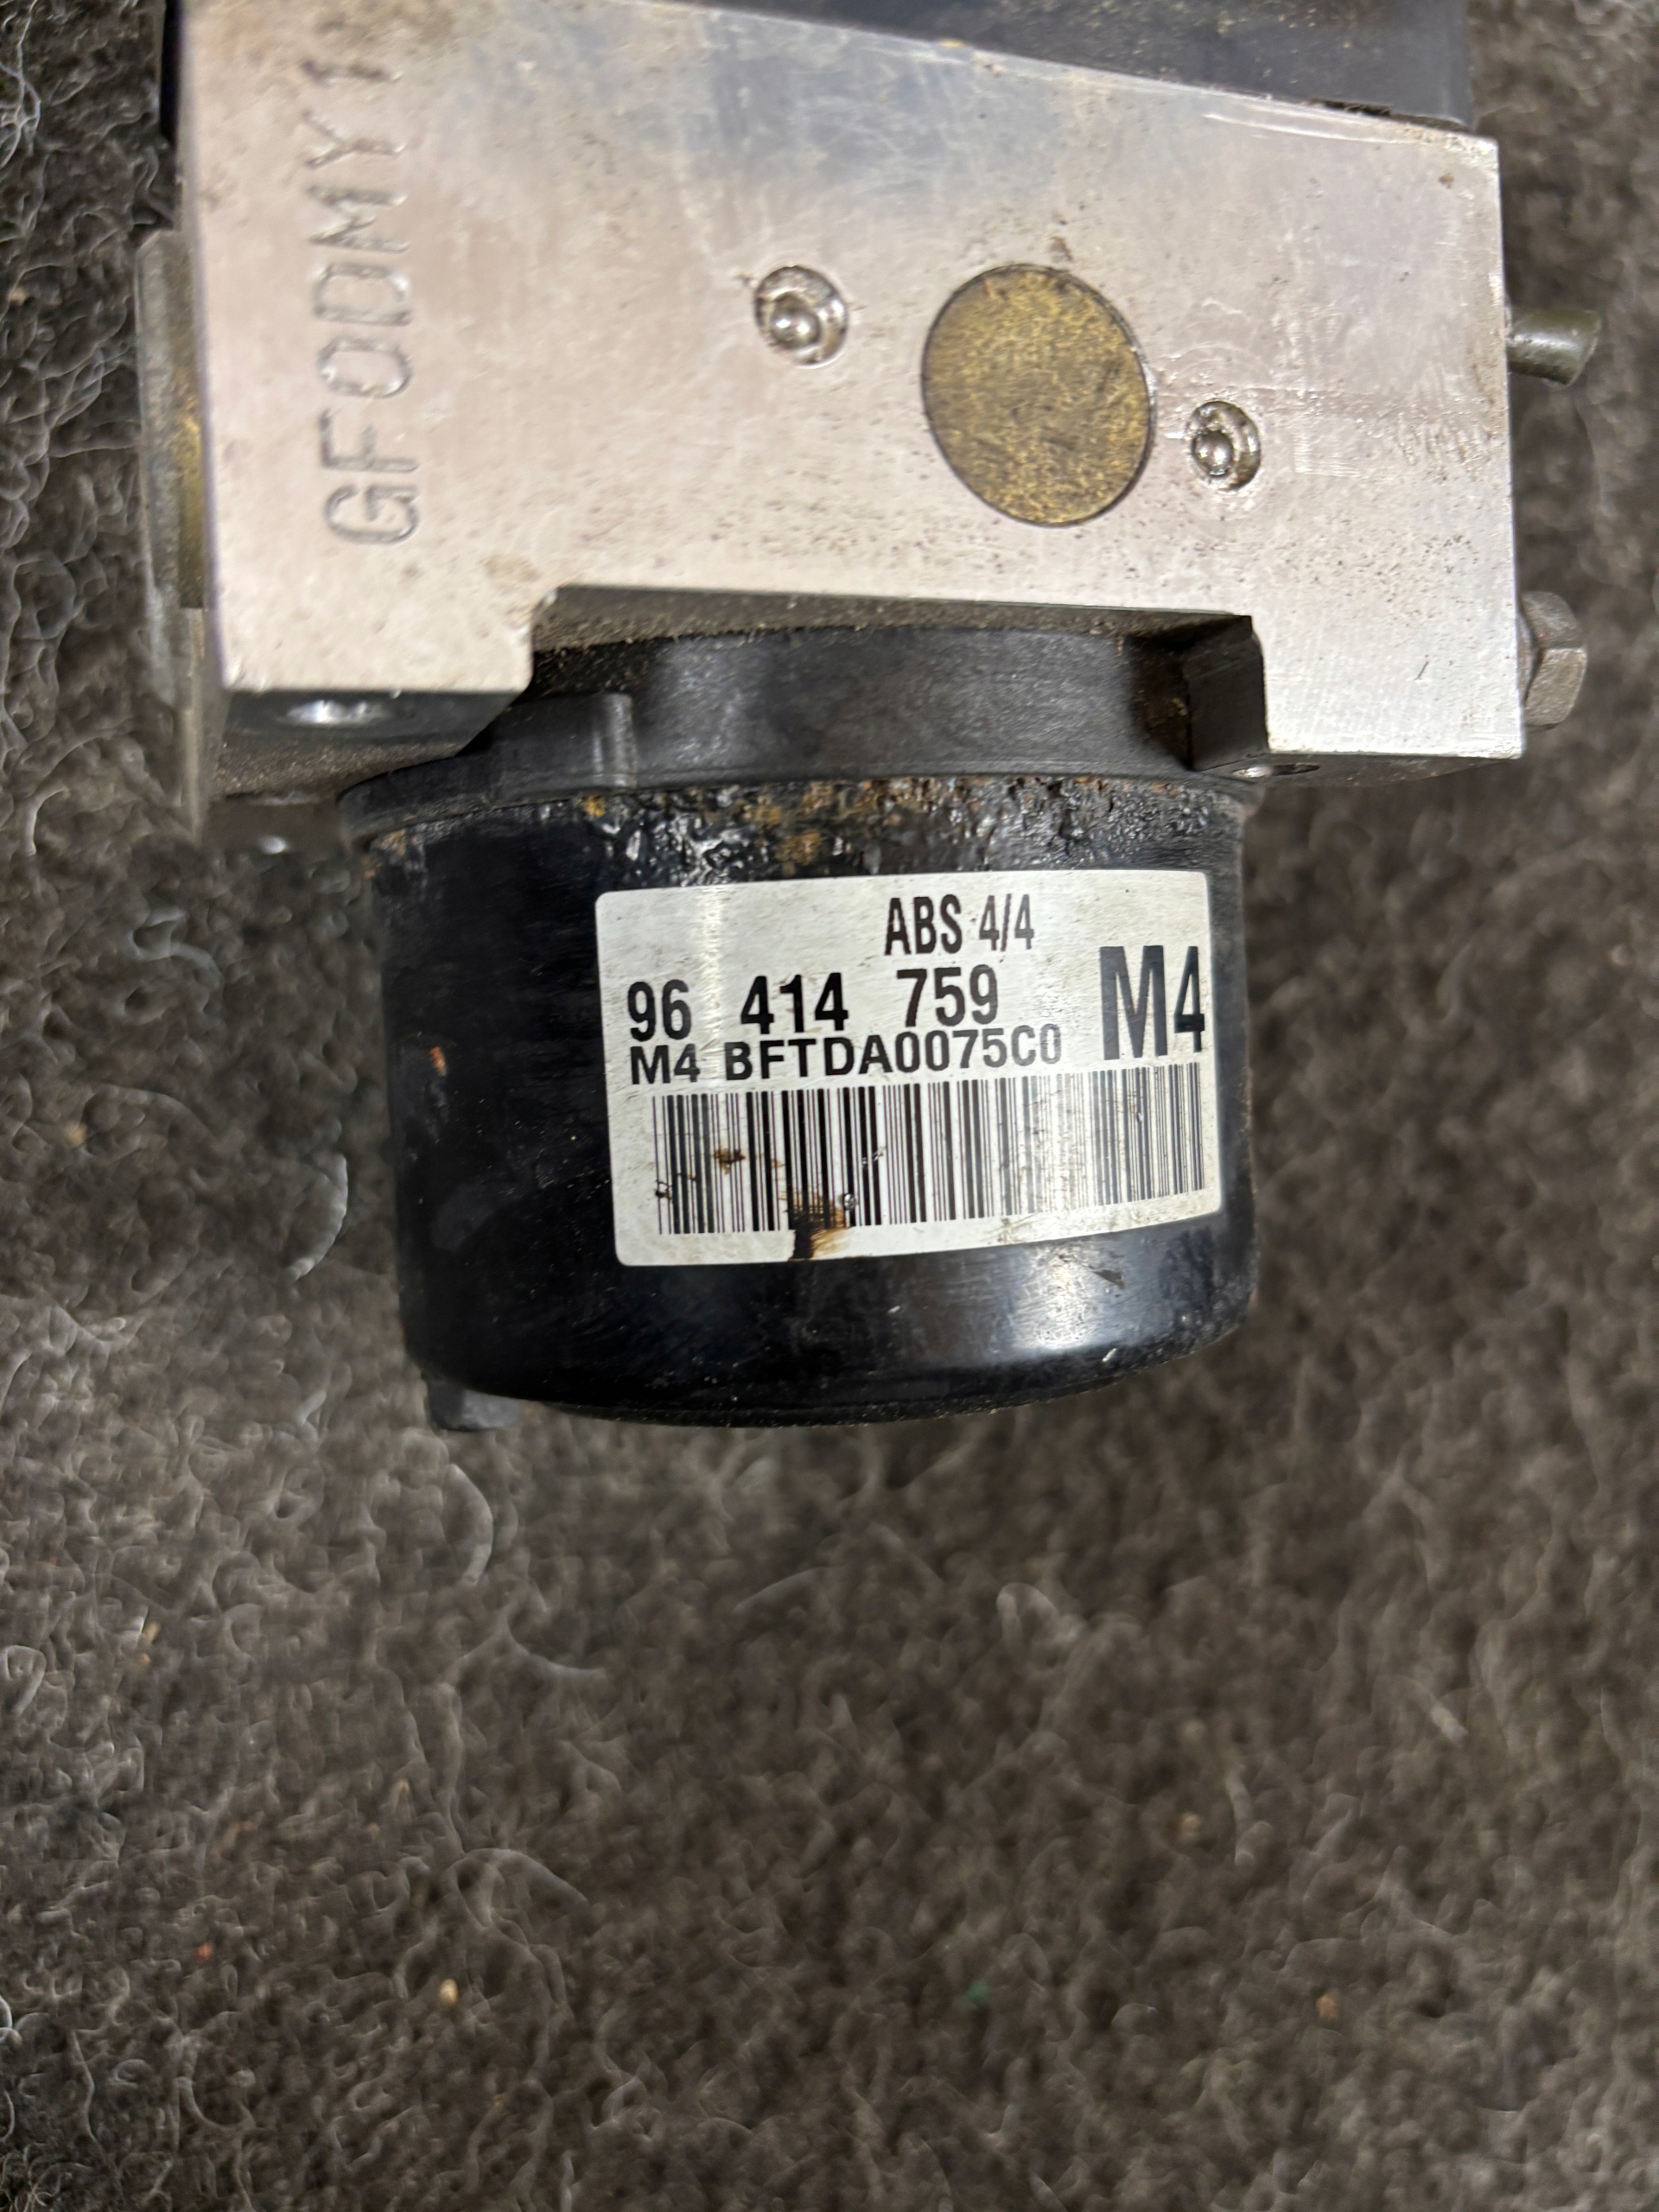 GFODMY1
ABS 4/4
96 414 759
M4
M4 BFTDA0075C0